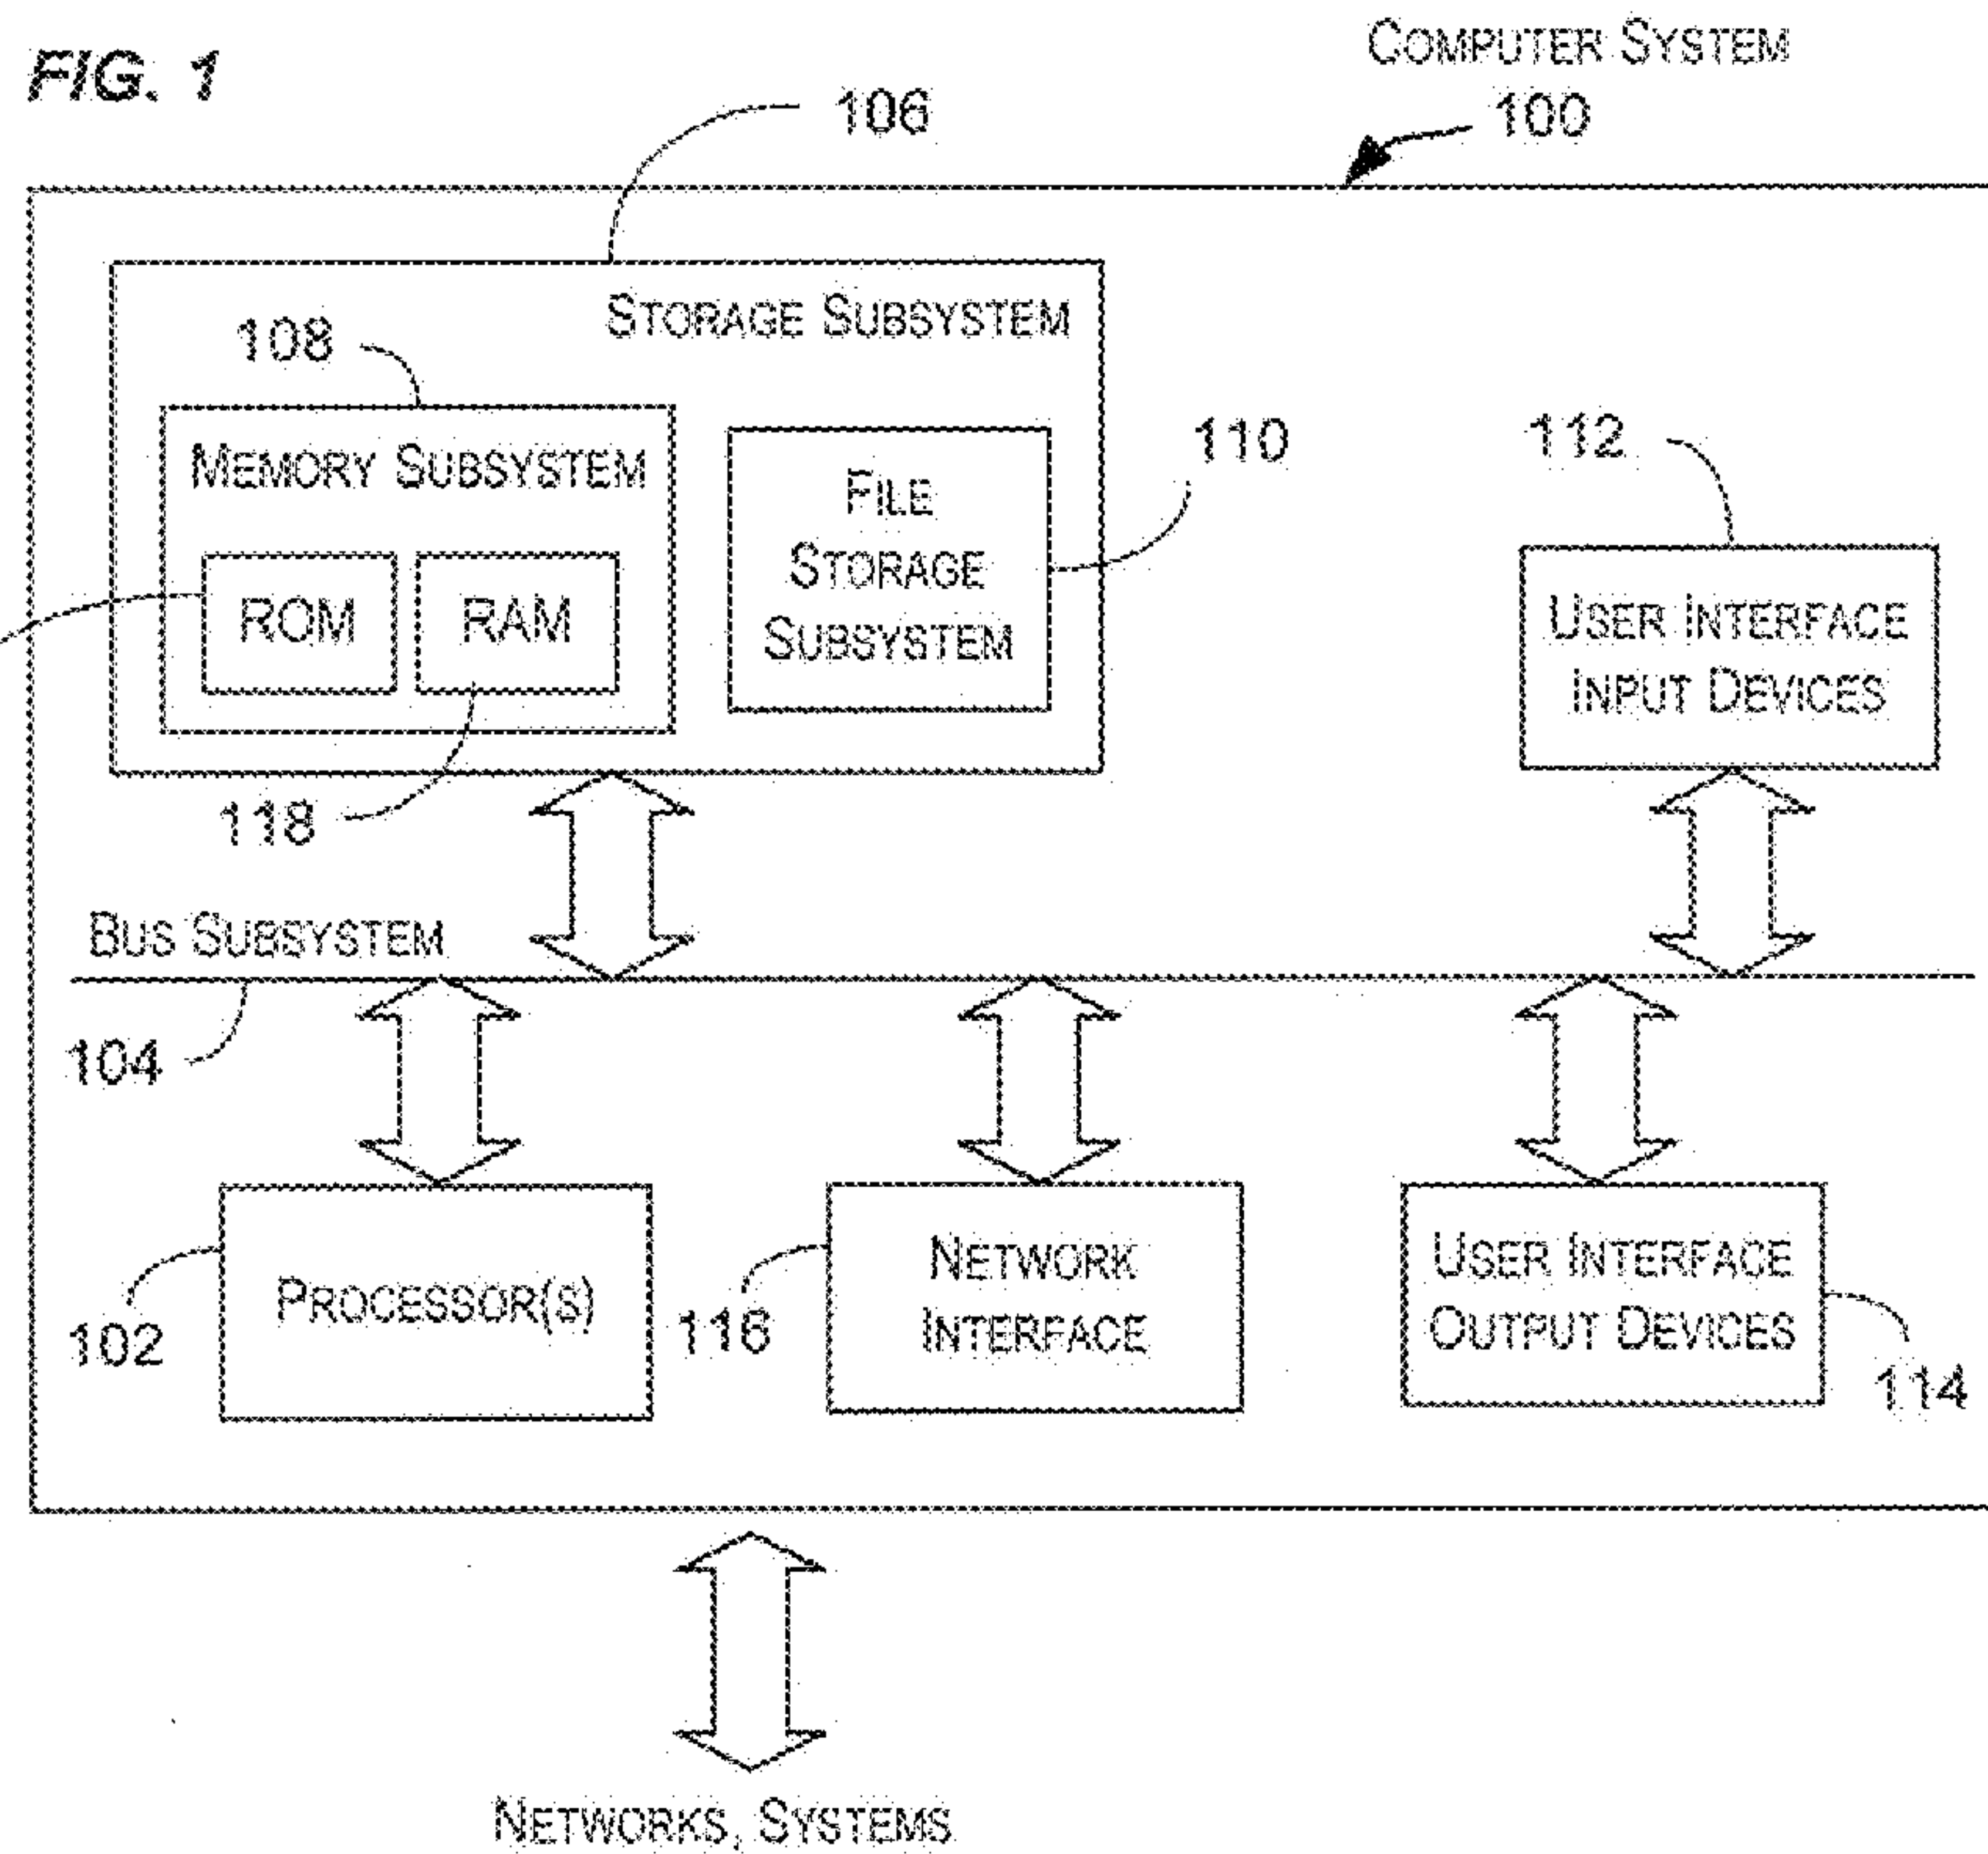 FIG. 1
COMPUTER SYSTEM
100
106
STORAGE SUBSYSTEM
108
MEMORY SUBSYSTEM
ROM
RAM
118
FILE
STORAGE
SUBSYSTEM
110
112
USER INTERFACE
INPUT DEVICES
BUS SUBSYSTEM
104
PROCESSOR(S)
102
NETWORK
INTERFACE
116
USER INTERFACE
OUTPUT DEVICES
114
NETWORKS, SYSTEMS